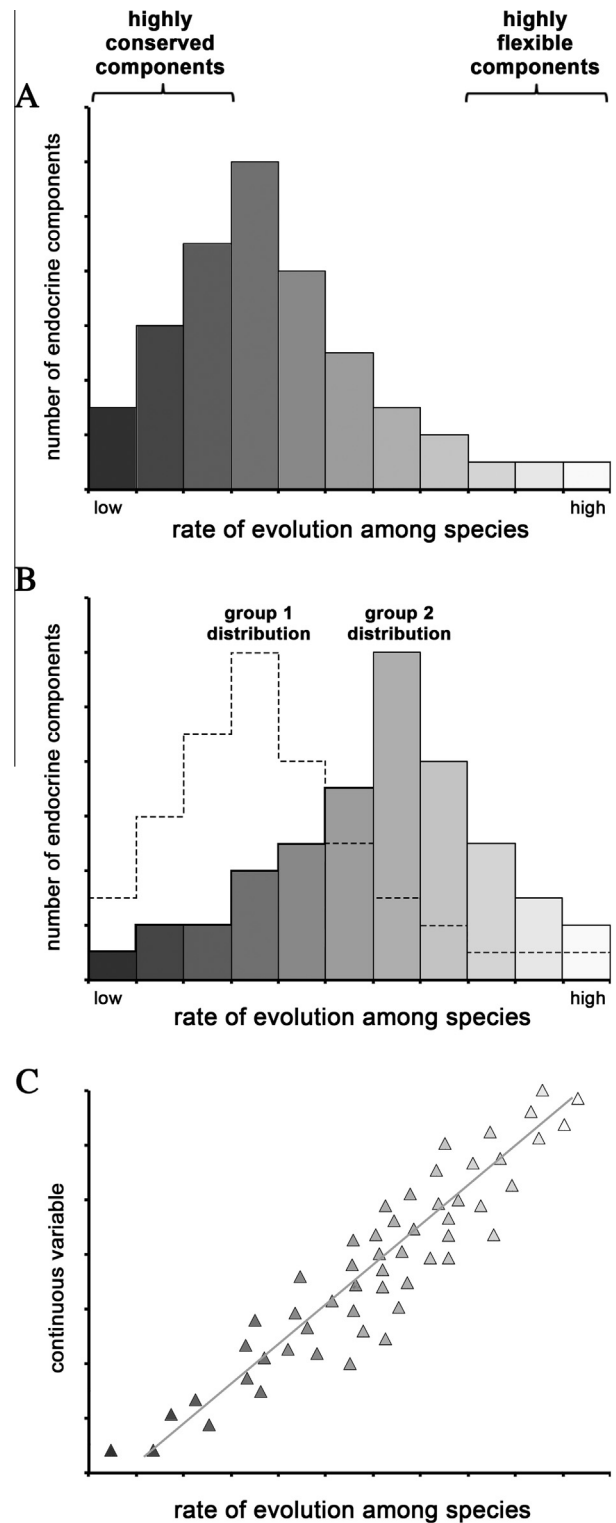 highly
conserved
components
highly
flexible
components
A
number of endocrine components
low
high
rate of evolution among species
B
group 1
distribution
group 2
distribution
number of endocrine components
low
high
rate of evolution among species
C
continuous variable
rate of evolution among species